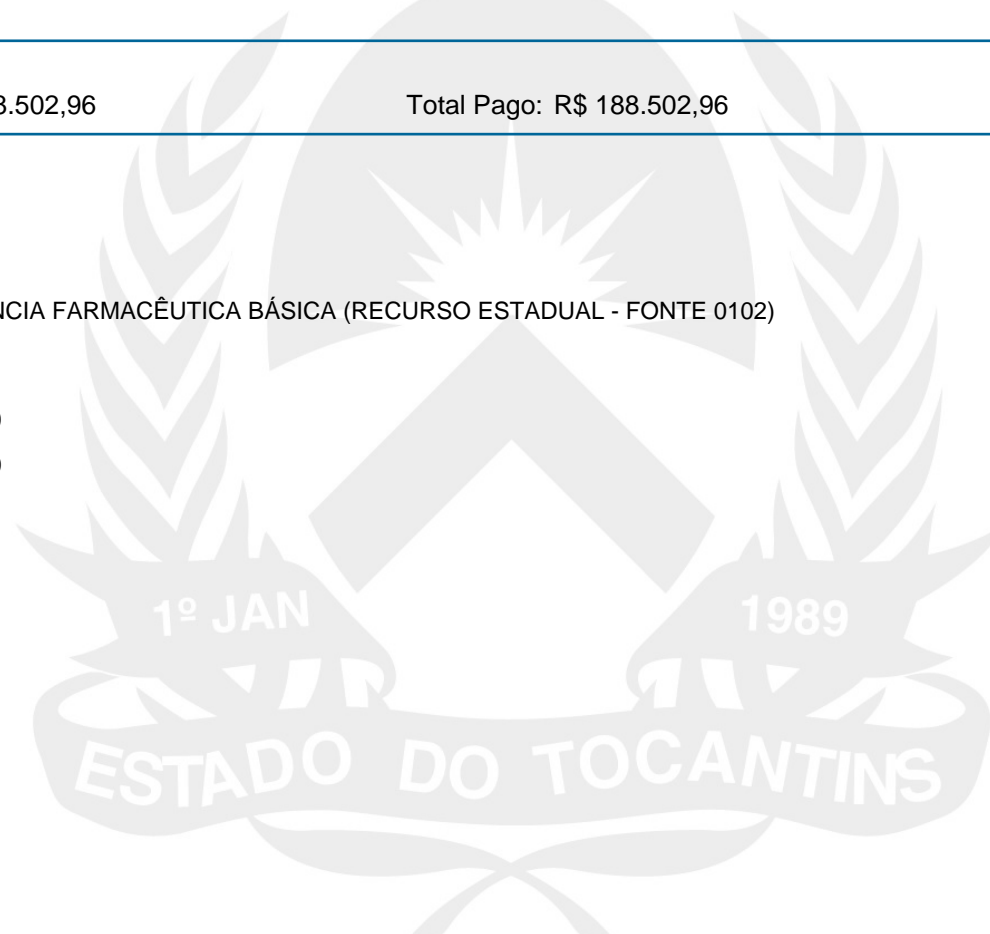 3.502,96 Total Pago: R$ 188.502,96
NCIA FARMACÊUTICA BÁSICA (RECURSO ESTADUAL - FONTE 0102)
)
)
1º JAN 1989
ESTADO DO TOCANTINS